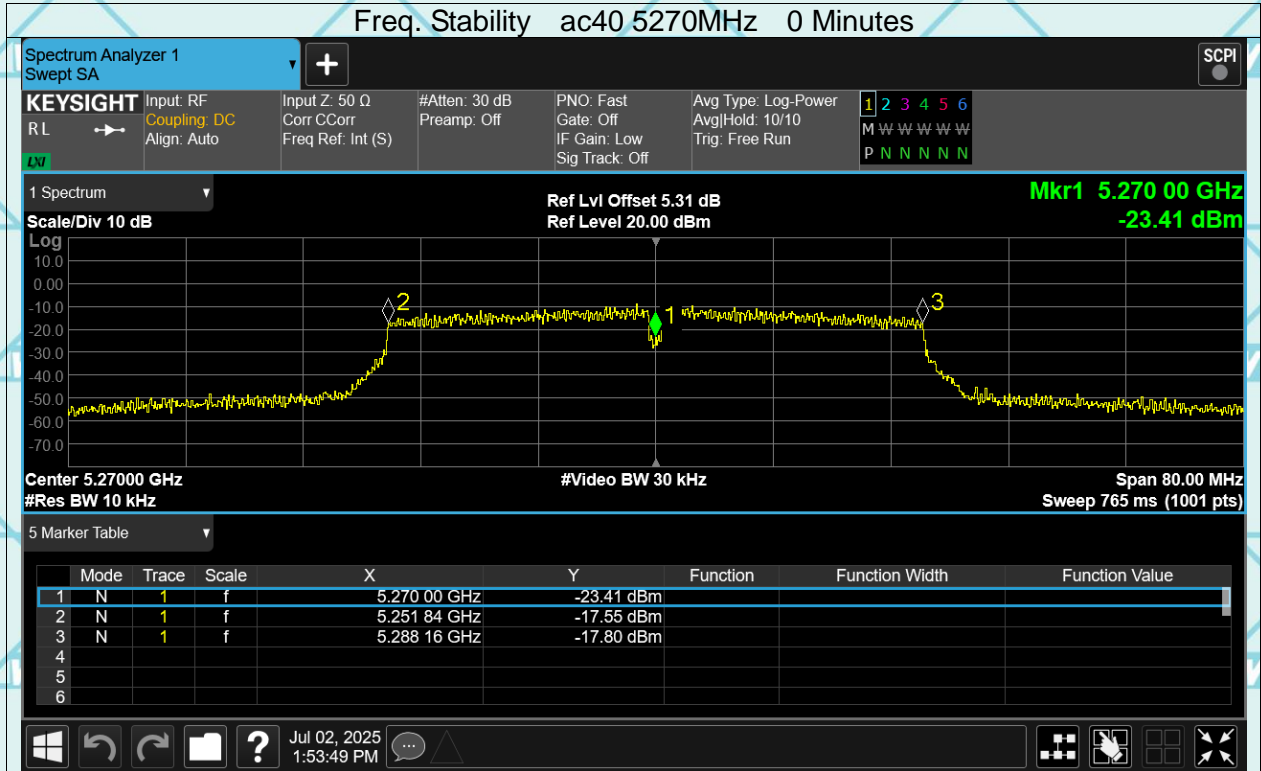 Freq. Stability ac40 5270MHz 0 Minutes
Spectrum Analyzer 1
Swept SA
SCPI
KEYSIGHT Input: RF Input Z: 50 Ω #Atten: 30 dB PNO: Fast Avg Type: Log-Power 1 2 3 4 5 6
RL Coupling: DC Corr CCorr Preamp: Off Gate: Off Avg|Hold: 10/10 M W W W W W W
Align: Auto Freq Ref: Int (S) IF Gain: Low Trig: Free Run P N N N N N N
LXI Sig Track: Off
1 Spectrum Ref Lvl Offset 5.31 dB Mkr1 5.270 00 GHz
Scale/Div 10 dB Ref Level 20.00 dBm -23.41 dBm
Log
10.0
0.00
-10.0
-20.0
-30.0
-40.0
-50.0
-60.0
-70.0
2 1 3
Center 5.27000 GHz #Video BW 30 kHz Span 80.00 MHz
#Res BW 10 kHz Sweep 765 ms (1001 pts)
5 Marker Table
Mode Trace Scale X Y Function Function Width Function Value
1 N 1 f 5.270 00 GHz -23.41 dBm
2 N 1 f 5.251 84 GHz -17.55 dBm
3 N 1 f 5.288 16 GHz -17.80 dBm
4
5
6
? Jul 02, 2025
1:53:49 PM